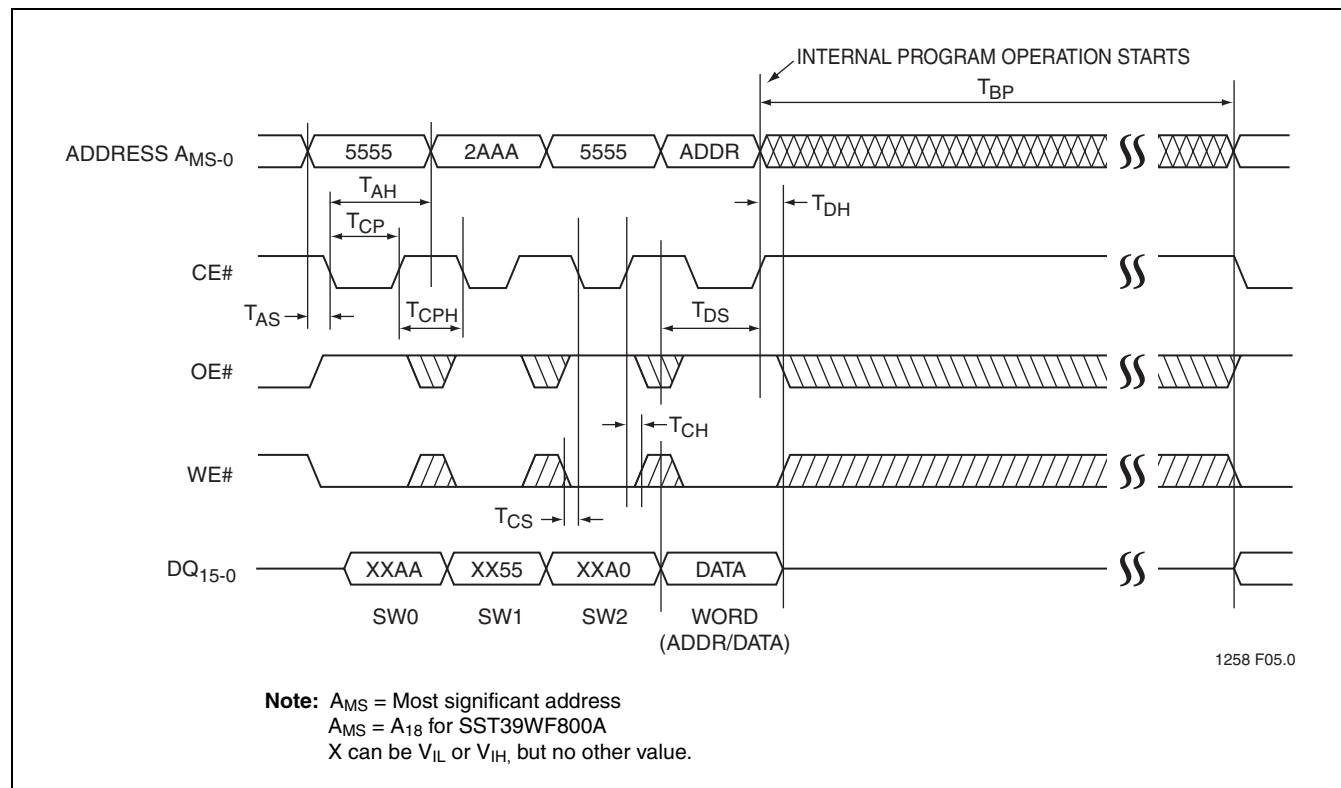 INTERNAL PROGRAM OPERATION STARTS
TBP
ADDRESS AMS-0
5555
2AAA
5555
ADDR
TAH
TDH
TCP
CE#
TAS
TCPH
TDS
OE#
TCH
WE#
TCS
DQ15-0
XXAA
XX55
XXA0
DATA
SW0
SW1
SW2
WORD
(ADDR/DATA)
1258 F05.0
Note: AMS = Most significant address
AMS = A18 for SST39WF800A
X can be VIL or VIH, but no other value.